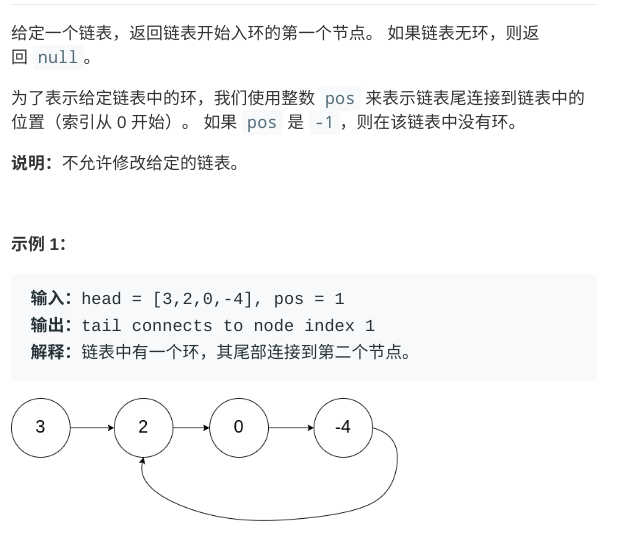 给定一个链表，返回链表开始入环的第一个节点。 如果链表无环，则返
回 null 。
为了表示给定链表中的环，我们使用整数 pos 来表示链表尾连接到链表中的
位置（索引从 0 开始）。 如果 pos 是 -1 ，则在该链表中没有环。
说明：不允许修改给定的链表。
示例 1：
输入：head = [3,2,0,-4], pos = 1
输出：tail connects to node index 1
解释：链表中有一个环，其尾部连接到第二个节点。
3 2 0 -4